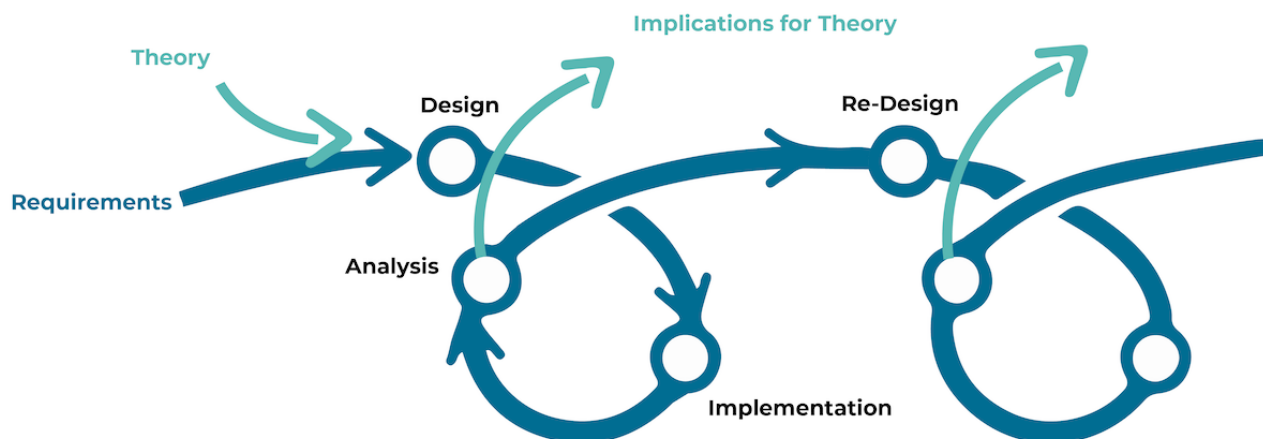 Implications for Theory
Theory
Design
Re-Design
Requirements
Analysis
Implementation